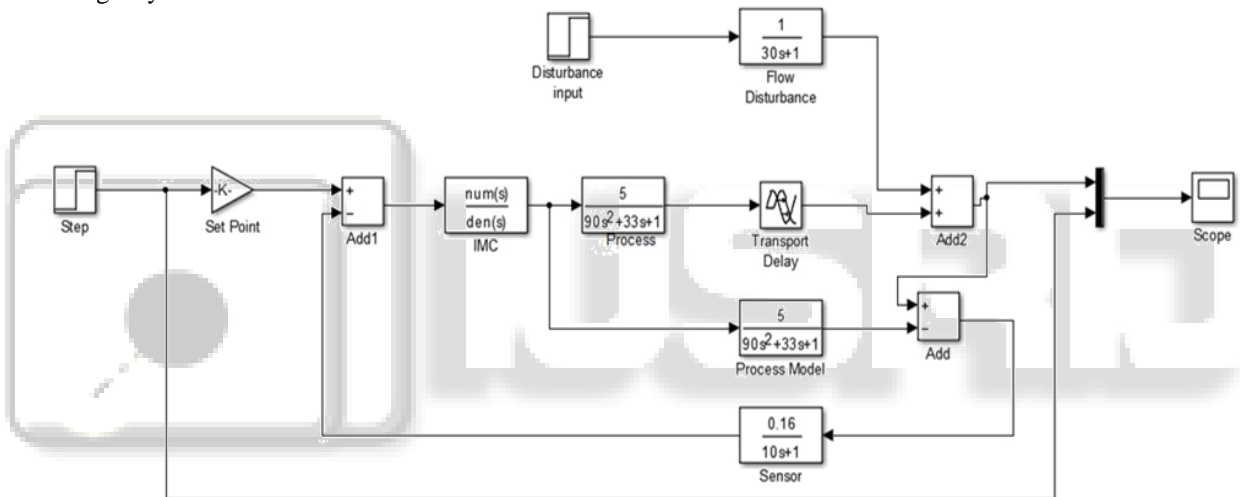 1
30s+1
Disturbance
input
Flow
Disturbance
Step
-K-
Set Point
+
−
Add1
num(s)
den(s)
IMC
5
90s²+33s+1
Process
Transport
Delay
+
+
Add2
Scope
5
90s²+33s+1
Process Model
+
−
Add
0.16
10s+1
Sensor